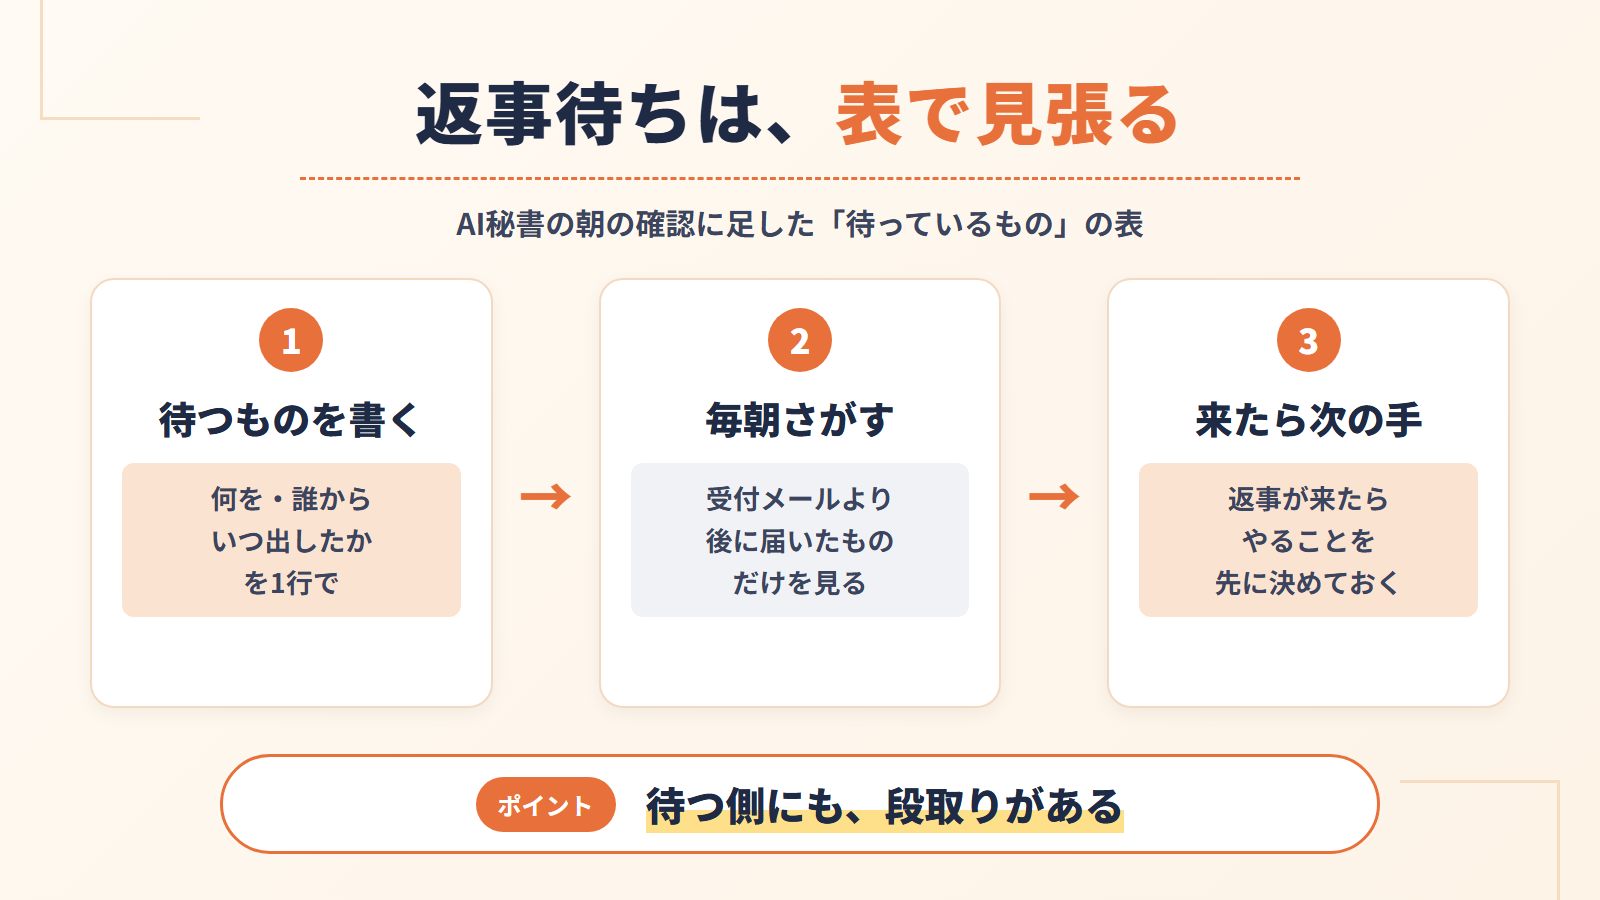 返事待ちは、表で見張る
AI秘書の朝の確認に足した「待っているもの」の表
1
待つものを書く
何を・誰から
いつ出したか
を1行で
→
2
毎朝さがす
受付メールより
後に届いたもの
だけを見る
→
3
来たら次の手
返事が来たら
やることを
先に決めておく
ポイント 待つ側にも、段取りがある